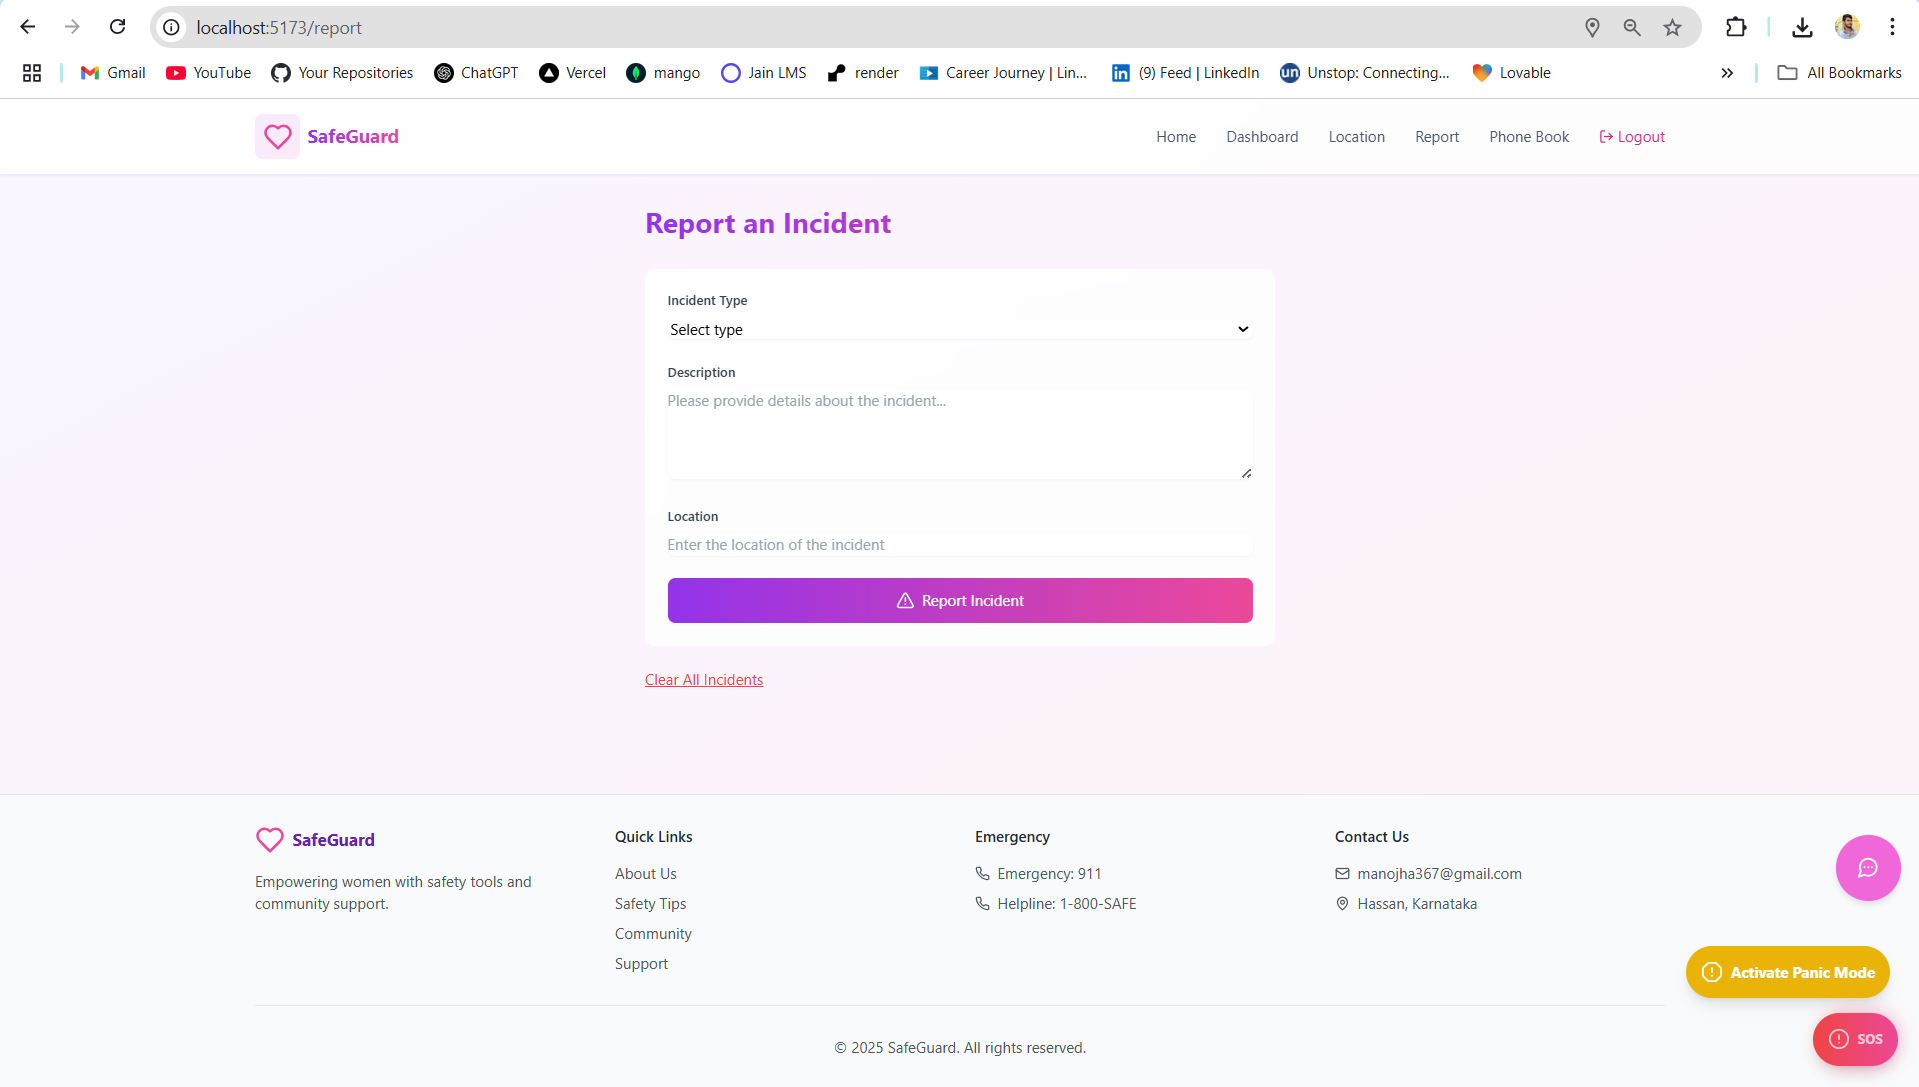 localhost:5173/report
Gmail YouTube Your Repositories ChatGPT Vercel mango Jain LMS render Career Journey | Lin... (9) Feed | LinkedIn Unstop: Connecting... Lovable All Bookmarks
SafeGuard
Home Dashboard Location Report Phone Book Logout
Report an Incident
Incident Type
Select type
Description
Please provide details about the incident...
Location
Enter the location of the incident
Report Incident
Clear All Incidents
SafeGuard
Empowering women with safety tools and
community support.
Quick Links
About Us
Safety Tips
Community
Support
Emergency
Emergency: 911
Helpline: 1-800-SAFE
Contact Us
manojha367@gmail.com
Hassan, Karnataka
Activate Panic Mode
SOS
© 2025 SafeGuard. All rights reserved.